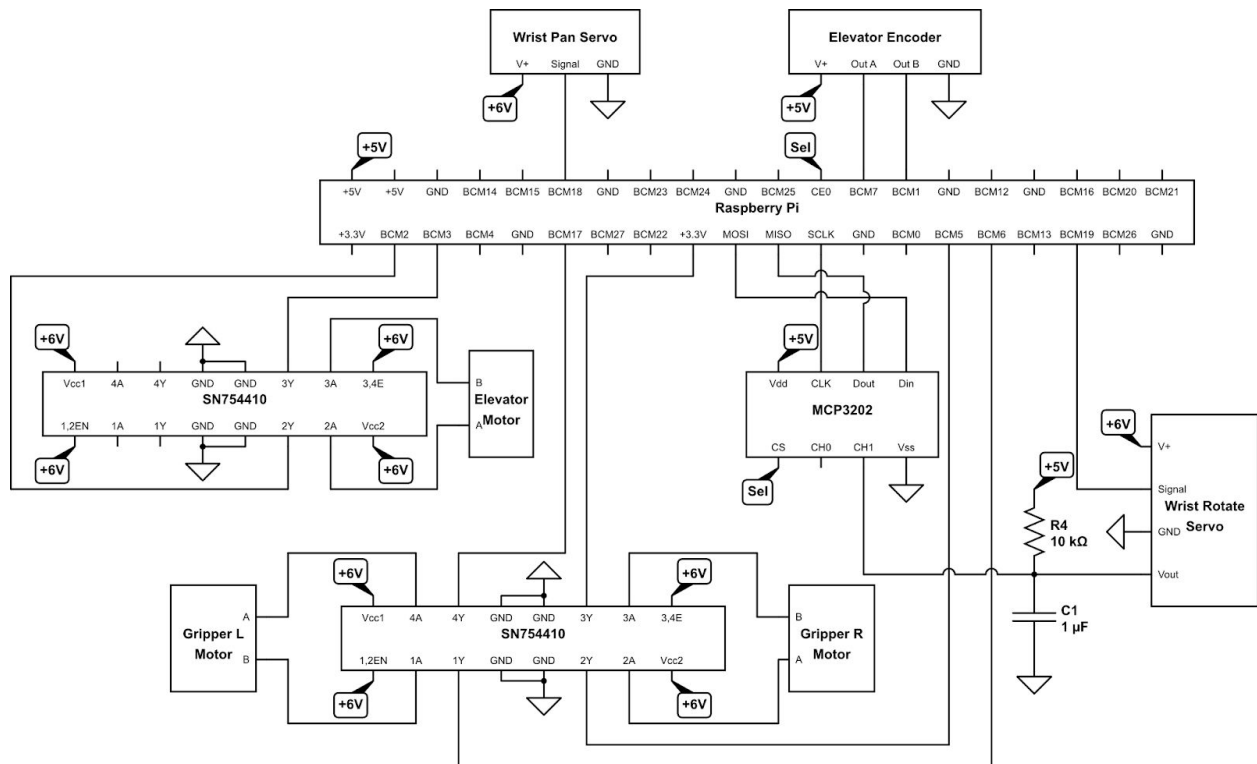 Wrist Pan Servo
V+ Signal GND
+6V
Elevator Encoder
V+ Out A Out B GND
+5V
+5V
Sel
+5V +5V GND BCM14 BCM15 BCM18 GND BCM23 BCM24 GND BCM25 CE0 BCM7 BCM1 GND BCM12 GND BCM16 BCM20 BCM21
Raspberry Pi
+3.3V BCM2 BCM3 BCM4 GND BCM17 BCM27 BCM22 +3.3V MOSI MISO SCLK GND BCM0 BCM5 BCM6 BCM13 BCM19 BCM26 GND
+6V
+6V
Vcc1 4A 4Y GND GND 3Y 3A 3,4E
SN754410
1,2EN 1A 1Y GND GND 2Y 2A Vcc2
+6V
+6V
B
Elevator
Motor
A
+5V
Vdd CLK Dout Din
MCP3202
CS CH0 CH1 Vss
Sel
+5V
R4
10 kΩ
C1
1 µF
+6V
V+
Signal
Wrist Rotate
Servo
GND
Vout
A
Gripper L
Motor
B
+6V
+6V
Vcc1 4A 4Y GND GND 3Y 3A 3,4E
SN754410
1,2EN 1A 1Y GND GND 2Y 2A Vcc2
+6V
+6V
B
Gripper R
Motor
A